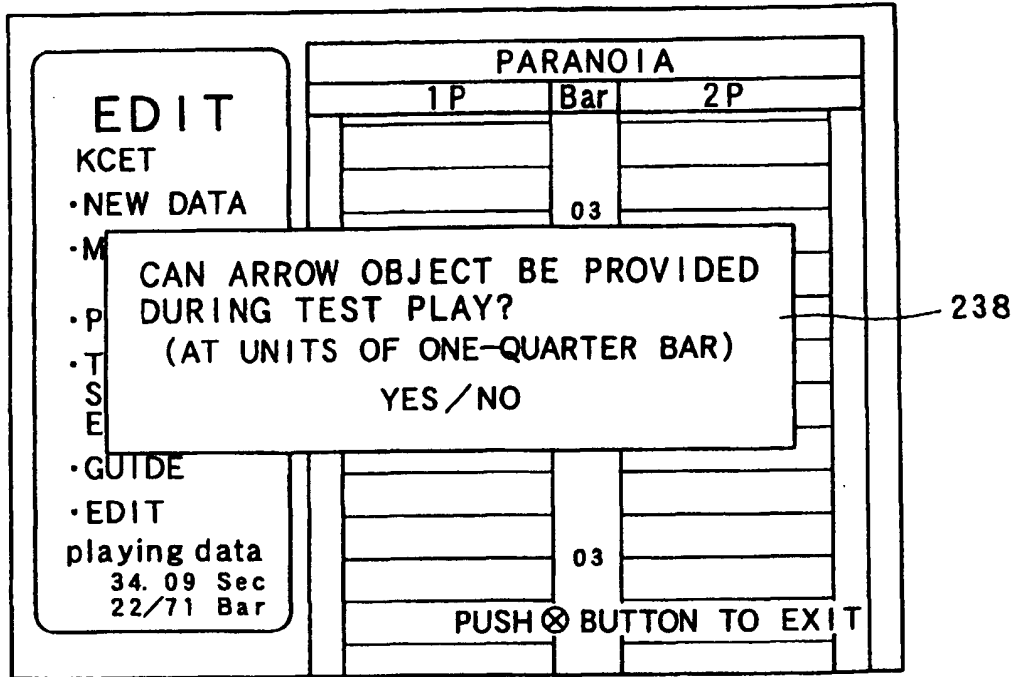 EDIT
KCET
·NEW DATA
·M
·P
·T
S
E
·GUIDE
·EDIT
playing data
34. 09 Sec
22/71 Bar
PARANOIA
1P Bar 2P
03
CAN ARROW OBJECT BE PROVIDED
DURING TEST PLAY?
(AT UNITS OF ONE-QUARTER BAR)
YES/NO
238
03
PUSH ⊗ BUTTON TO EXIT